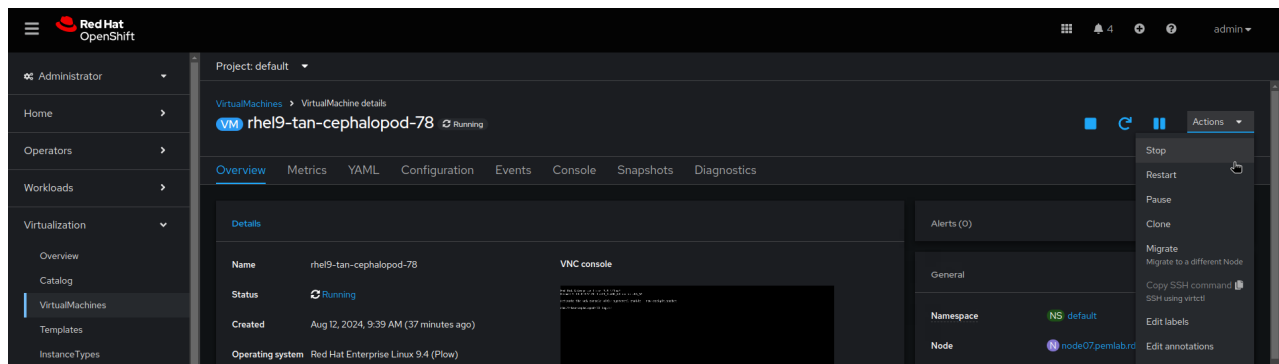 Red Hat
OpenShift
4
admin
Administrator
Home
Operators
Workloads
Virtualization
Overview
Catalog
VirtualMachines
Templates
InstanceTypes
Project: default
VirtualMachines > VirtualMachine details
VM rhel9-tan-cephalopod-78 Running
Actions
Stop
Restart
Pause
Clone
Migrate
Migrate to a different Node
Copy SSH command
SSH using virtctl
Edit labels
Edit annotations
Overview Metrics YAML Configuration Events Console Snapshots Diagnostics
Details
Name rhel9-tan-cephalopod-78
Status Running
Created Aug 12, 2024, 9:39 AM (37 minutes ago)
Operating system Red Hat Enterprise Linux 9.4 (Plow)
VNC console
Alerts (0)
General
Namespace NS default
Node N node07.pemlab.rd